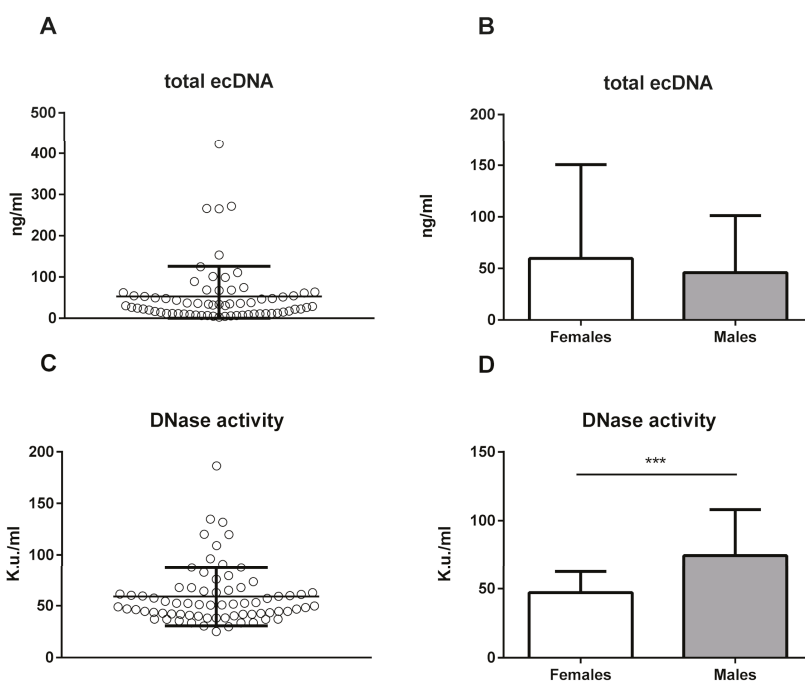 A
total ecDNA
500
400
300
200
100
0
ng/ml
B
total ecDNA
200
150
100
50
0
ng/ml
Females Males
C
DNase activity
200
150
100
50
0
K.u./ml
D
DNase activity
150
100
50
0
K.u./ml
***
Females Males